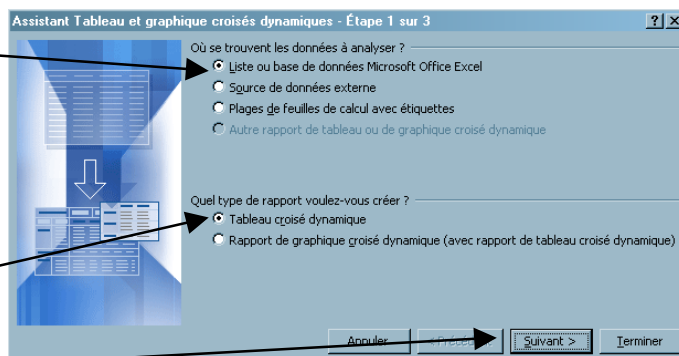 Assistant Tableau et graphique croisés dynamiques - Étape 1 sur 3
Où se trouvent les données à analyser ?
Liste ou base de données Microsoft Office Excel
Source de données externe
Plages de feuilles de calcul avec étiquettes
Autre rapport de tableau ou de graphique croisé dynamique
Quel type de rapport voulez-vous créer ?
Tableau croisé dynamique
Rapport de graphique croisé dynamique (avec rapport de tableau croisé dynamique)
Annuler < Précédent Suivant > Terminer